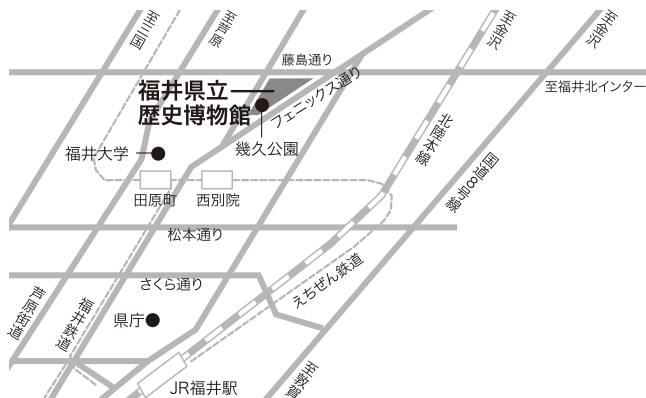 至三国
至芦原
至金沢
至金沢
藤島通り
フェニックス通り
至福井北インター
福井県立
歴史博物館
幾久公園
北陸本線
国道8号線
福井大学
田原町
西別院
松本通り
さくら通り
えちぜん鉄道
芦原街道
福井鉄道
県庁
至敦賀
JR福井駅